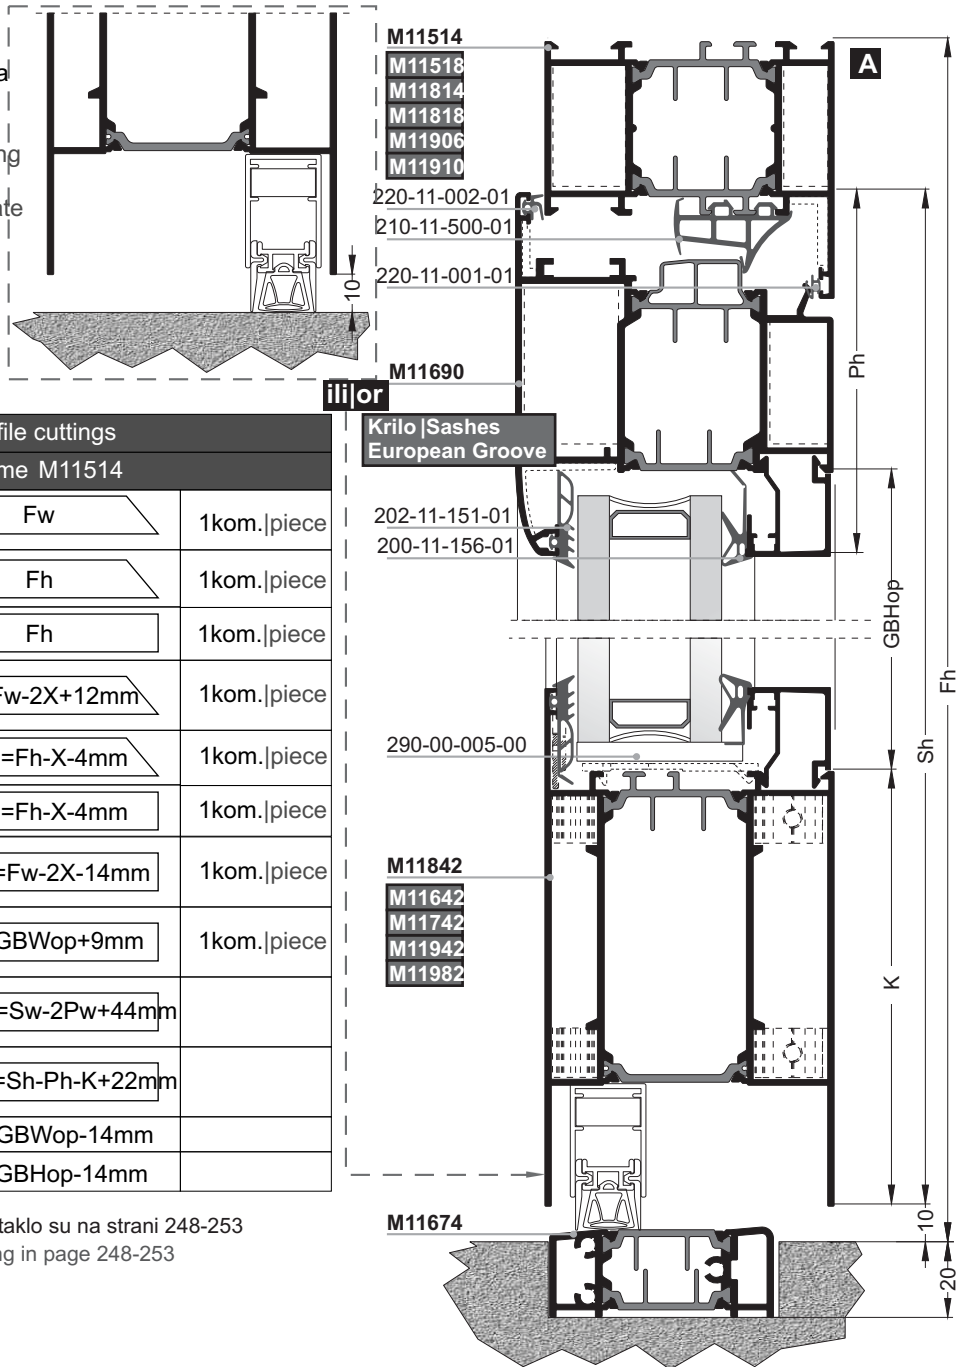 a
ng
ate
10
M11514
M11518
M11814
M11818
M11906
M11910
A
220-11-002-01
210-11-500-01
220-11-001-01
M11690
ili|or
Krilo |Sashes
European Groove
202-11-151-01
200-11-156-01
290-00-005-00
M11842
M11642
M11742
M11942
M11982
M11674
Ph
GBHop
Sh
Fh
K
10
20
file cuttings
me M11514
Fw 1kom.|piece
Fh 1kom.|piece
Fh 1kom.|piece
w-2X+12mm 1kom.|piece
=Fh-X-4mm 1kom.|piece
=Fh-X-4mm 1kom.|piece
=Fw-2X-14mm 1kom.|piece
GBWop+9mm 1kom.|piece
=Sw-2Pw+44mm
=Sh-Ph-K+22mm
GBWop-14mm
GBHop-14mm
taklo su na strani 248-253
ng in page 248-253